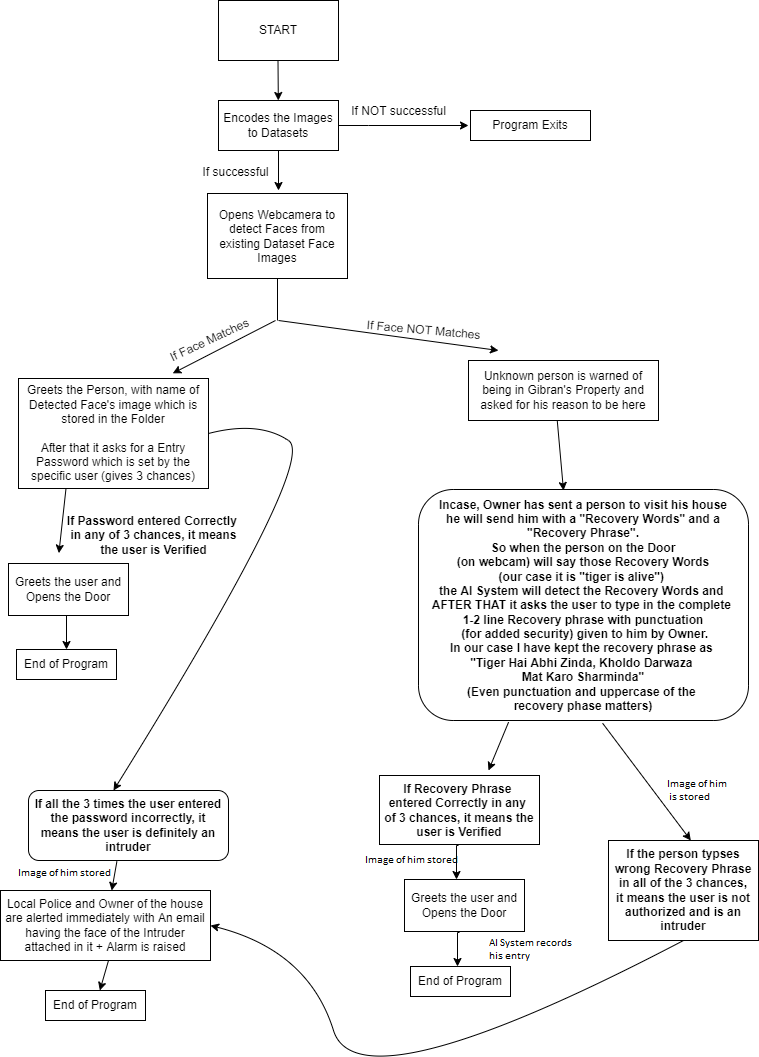 START
Encodes the Images
to Datasets
If NOT successful
Program Exits
If successful
Opens Webcamera to
detect Faces from
existing Dataset Face
Images
If Face Matches
If Face NOT Matches
Greets the Person, with name of
Detected Face's image which is
stored in the Folder
After that it asks for a Entry
Password which is set by the
specific user (gives 3 chances)
Unknown person is warned of
being in Gibran's Property and
asked for his reason to be here
If Password entered Correctly
in any of 3 chances, it means
the user is Verified
Greets the user and
Opens the Door
End of Program
Incase, Owner has sent a person to visit his house
he will send him with a "Recovery Words" and a
"Recovery Phrase".
So when the person on the Door
(on webcam) will say those Recovery Words
(our case it is "tiger is alive")
the AI System will detect the Recovery Words and
AFTER THAT it asks the user to type in the complete
1-2 line Recovery phrase with punctuation
(for added security) given to him by Owner.
In our case I have kept the recovery phrase as
"Tiger Hai Abhi Zinda, Kholdo Darwaza
Mat Karo Sharminda"
(Even punctuation and uppercase of the
recovery phase matters)
If all the 3 times the user entered
the password incorrectly, it
means the user is definitely an
intruder
Image of him stored
Local Police and Owner of the house
are alerted immediately with An email
having the face of the Intruder
attached in it + Alarm is raised
End of Program
If Recovery Phrase
entered Correctly in any
of 3 chances, it means the
user is Verified
Image of him stored
Greets the user and
Opens the Door
AI System records
his entry
End of Program
Image of him
is stored
If the person typses
wrong Recovery Phrase
in all of the 3 chances,
it means the user is not
authorized and is an
intruder